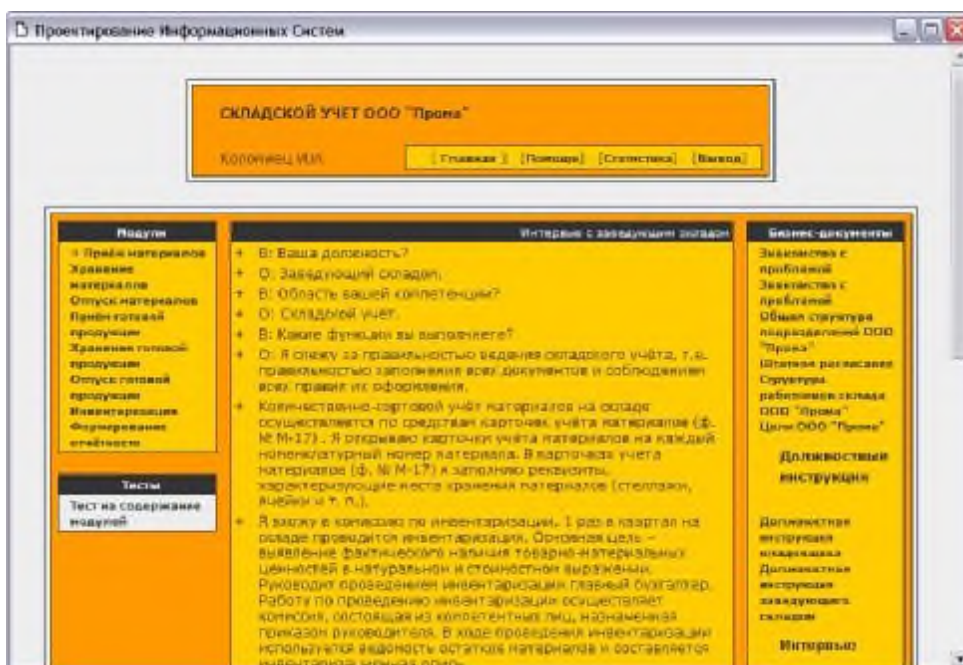 Проектирование Информационных Систем
СКЛАДСКОЙ УЧЕТ ООО "Прома"
Коломиец И.И.
[ Главная ] [Помощь] [Статистика] [Выход]
Модули
» Приём материалов
Хранение
материалов
Отпуск материалов
Приём готовой
продукции
Хранение готовой
продукции
Отпуск готовой
продукции
Инвентаризация
Формирование
отчётности
Тесты
Тест на содержание
модулей
Интервью с заведующим складом
В: Ваша должность?
О: Заведующий складом.
В: Область вашей компетенции?
О: Складской учет.
В: Какие функции вы выполняете?
О: Я слежу за правильностью ведения складского учёта, т.е.
правильностью заполнения всех документов и соблюдением
всех правил их оформления.
Количественно-сортовой учёт материалов на складе
осуществляется по средствам карточек учёта материалов (ф.
№ М-17) . Я открываю карточки учёта материалов на каждый
номенклатурный номер материала. В карточках учета
материалов (ф. № М-17) я заполняю реквизиты,
характеризующие места хранения материалов (стеллажи,
ячейки и т. п.).
Я вхожу в комиссию по инвентаризации. 1 раз в квартал на
складе проводится инвентаризация. Основная цель –
выявление фактического наличия товарно-материальных
ценностей в натуральном и стоимостном выражении.
Руководит проведением инвентаризации главный бухгалтер.
Работу по проведению инвентаризации осуществляет
комиссия, состоящая из компетентных лиц, назначенная
приказом руководителя. В ходе проведения инвентаризации
используется ведомость остатков материалов и составляется
инвентаризационная опись.
Бизнес-документы
Знакомство с
проблемой
Знакомство с
проблемой
Общая структура
подразделений ООО
"Прома"
Штатное расписание
Структура
работников склада
ООО "Прома"
Цели ООО "Прома"
Должностные
инструкции
Должностная
инструкция
кладовщика
Должностная
инструкция
заведующего
складом
Интервью